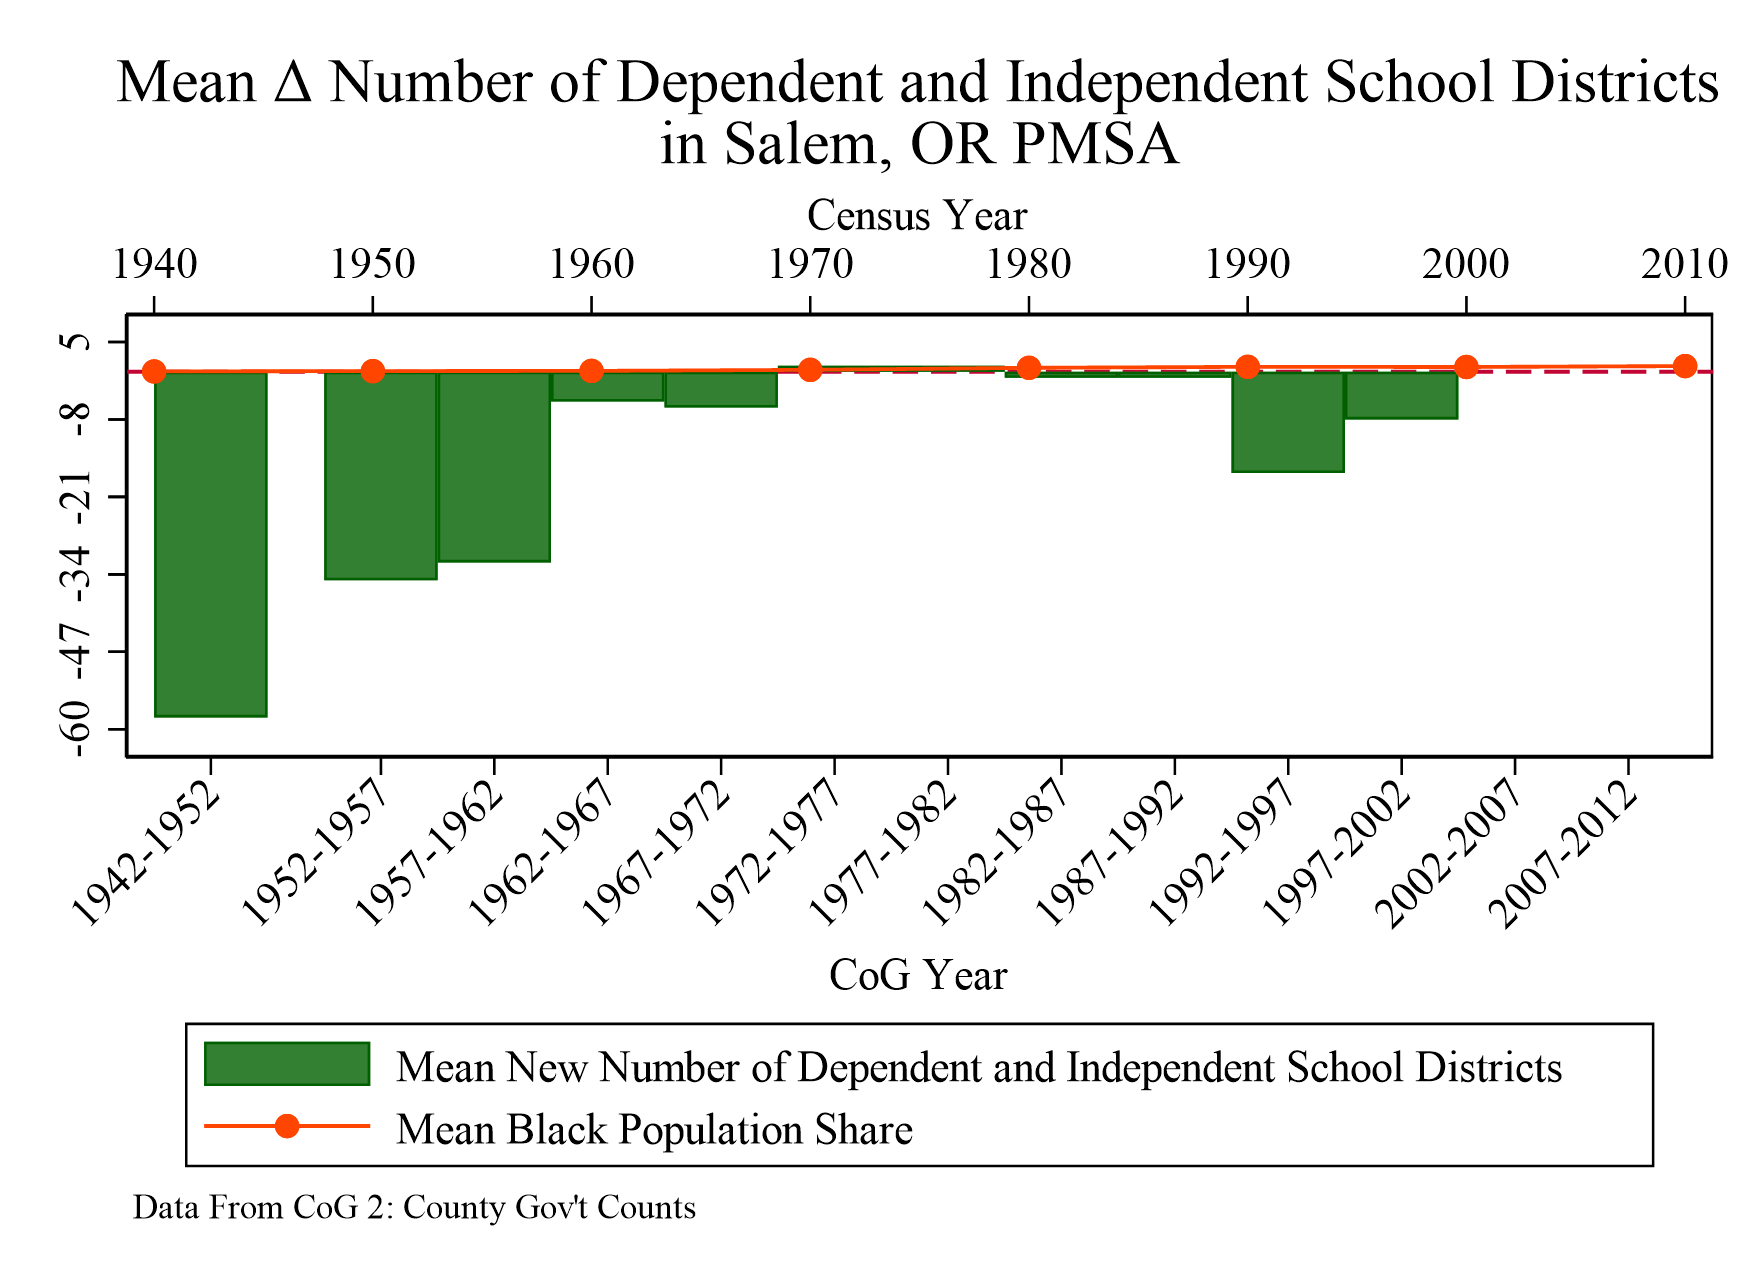 Mean Δ Number of Dependent and Independent School Districts
in Salem, OR PMSA
Census Year
1940 1950 1960 1970 1980 1990 2000 2010
5
-8
-21
-34
-47
-60
1942-1952 1952-1957 1957-1962 1962-1967 1967-1972 1972-1977 1977-1982 1982-1987 1987-1992 1992-1997 1997-2002 2002-2007 2007-2012
CoG Year
Mean New Number of Dependent and Independent School Districts
Mean Black Population Share
Data From CoG 2: County Gov't Counts